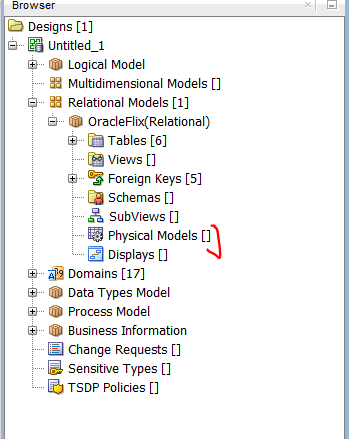 Browser
Designs [1]
Untitled_1
Logical Model
Multidimensional Models []
Relational Models [1]
OracleFlix(Relational)
Tables [6]
Views []
Foreign Keys [5]
Schemas []
SubViews []
Physical Models []
Displays []
Domains [17]
Data Types Model
Process Model
Business Information
Change Requests []
Sensitive Types []
TSDP Policies []